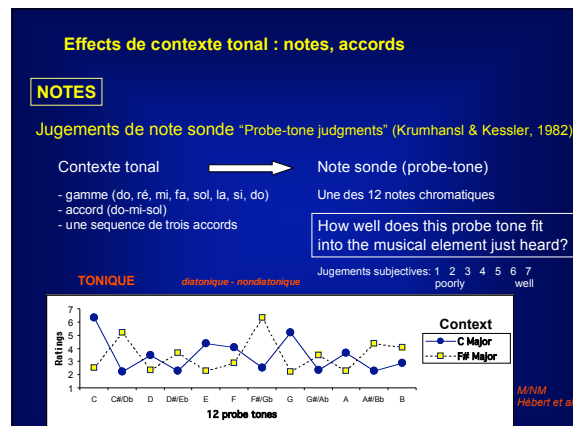 Effets de contexte tonal : notes, accords
NOTES
Jugements de note sonde “Probe-tone judgments” (Krumhansl & Kessler, 1982)
Contexte tonal
Note sonde (probe-tone)
- gamme (do, ré, mi, fa, sol, la, si, do)
- accord (do-mi-sol)
- une sequence de trois accords
Une des 12 notes chromatiques
How well does this probe tone fit
into the musical element just heard?
Jugements subjectives: 1 2 3 4 5 6 7
poorly well
TONIQUE
diatonique - nondiatonique
Ratings
7
6
5
4
3
2
1
C C#/Db D D#/Eb E F F#/Gb G G#/Ab A A#/Bb B
12 probe tones
Context
C Major
F# Major
M/NM
Hébert et al